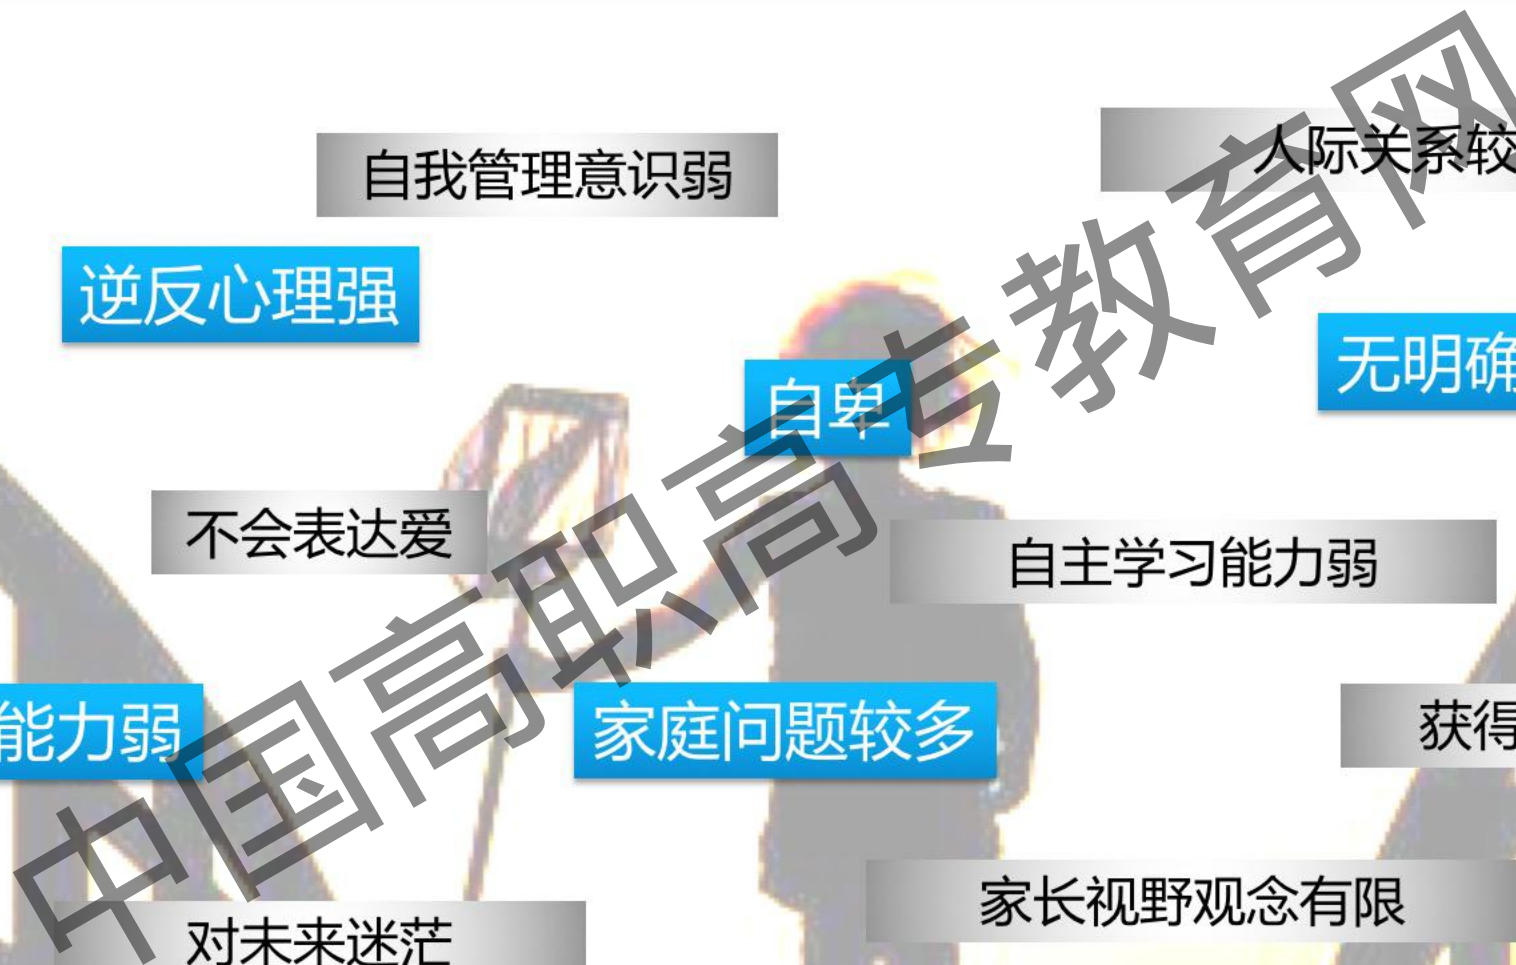 人际关系较
自我管理意识弱
逆反心理强
无明确
自卑
不会表达爱
自主学习能力弱
能力弱
家庭问题较多
获得
家长视野观念有限
对未来迷茫
中国高职高专教育网